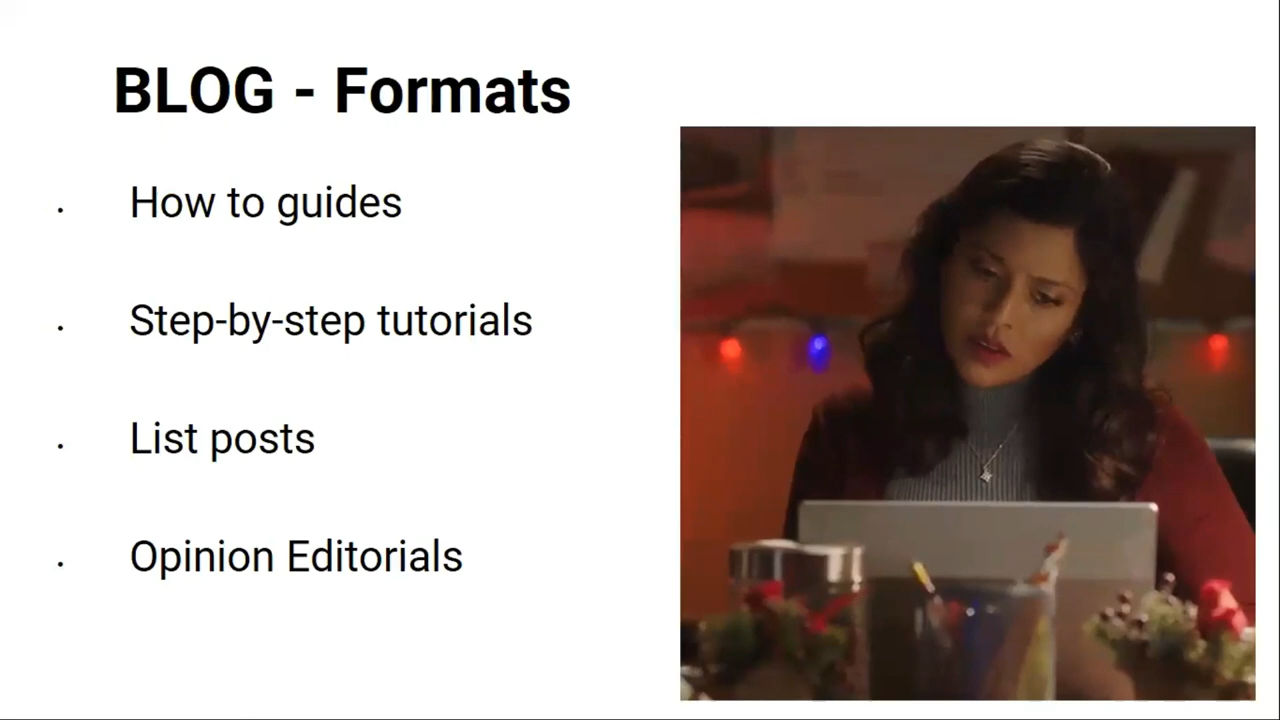 BLOG - Formats
How to guides
Step-by-step tutorials
List posts
Opinion Editorials